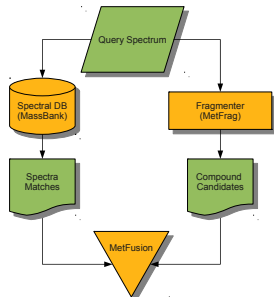 Query Spectrum
Spectral DB
(MassBank)
Fragmenter
(MetFrag)
Spectra
Matches
Compound
Candidates
MetFusion